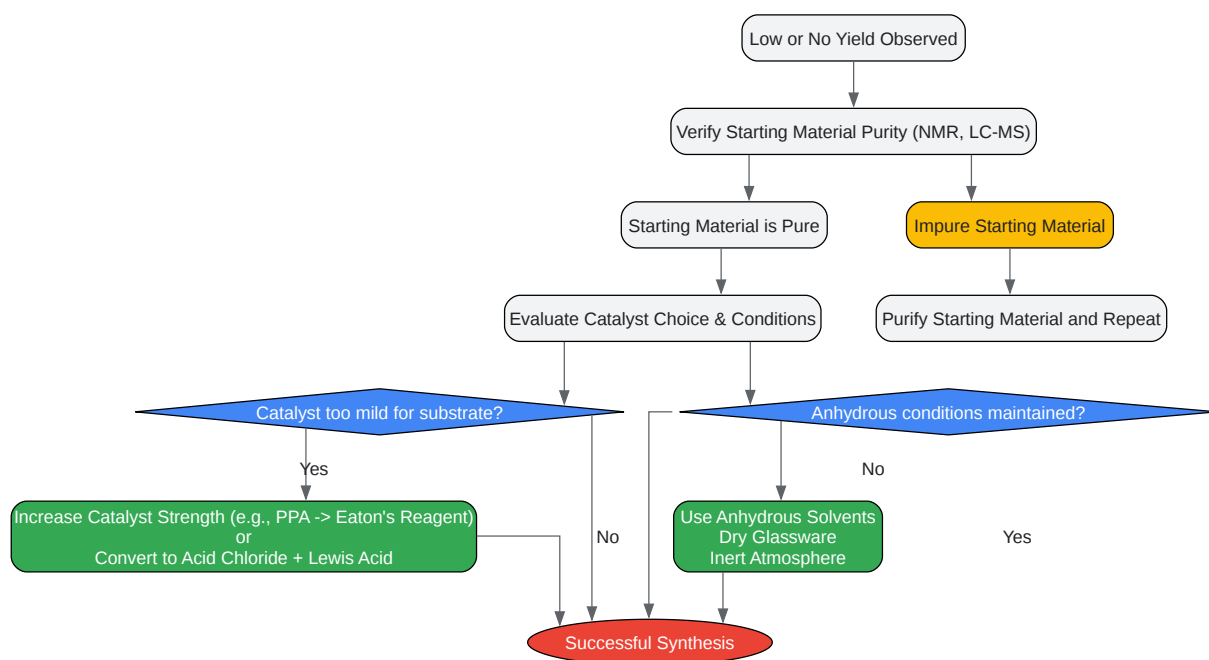 Low or No Yield Observed
Verify Starting Material Purity (NMR, LC-MS)
Starting Material is Pure
Impure Starting Material
Evaluate Catalyst Choice & Conditions
Purify Starting Material and Repeat
Catalyst too mild for substrate?
Anhydrous conditions maintained?
Yes
No
Increase Catalyst Strength (e.g., PPA -> Eaton's Reagent)
or
Convert to Acid Chloride + Lewis Acid
No
Use Anhydrous Solvents
Dry Glassware
Inert Atmosphere
Yes
Successful Synthesis